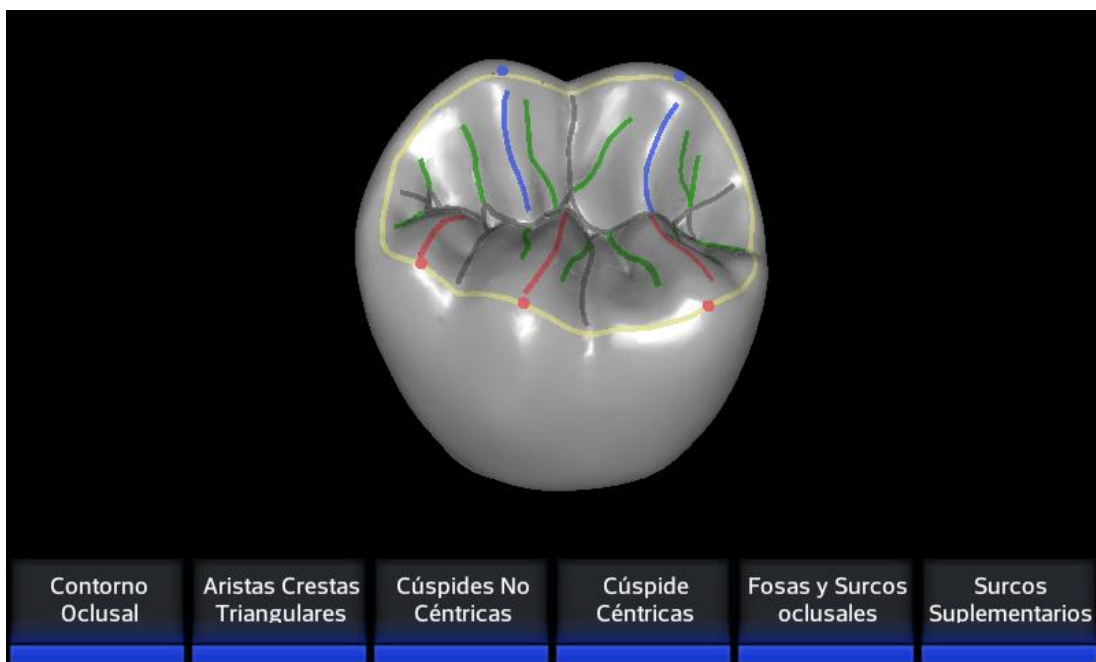 Contorno
Oclusal
Aristas Crestas
Triangulares
Cúspides No
Céntricas
Cúspide
Céntricas
Fosas y Surcos
oclusales
Surcos
Suplementarios